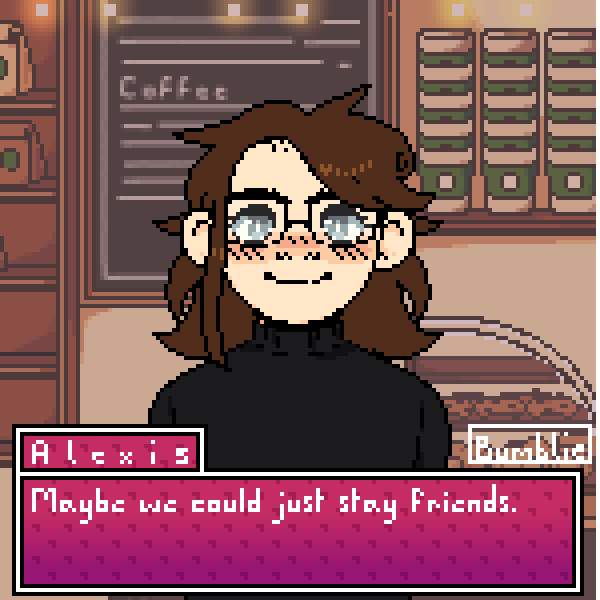 Coffee
Alexis
Bumblie
Maybe we could just stay friends.